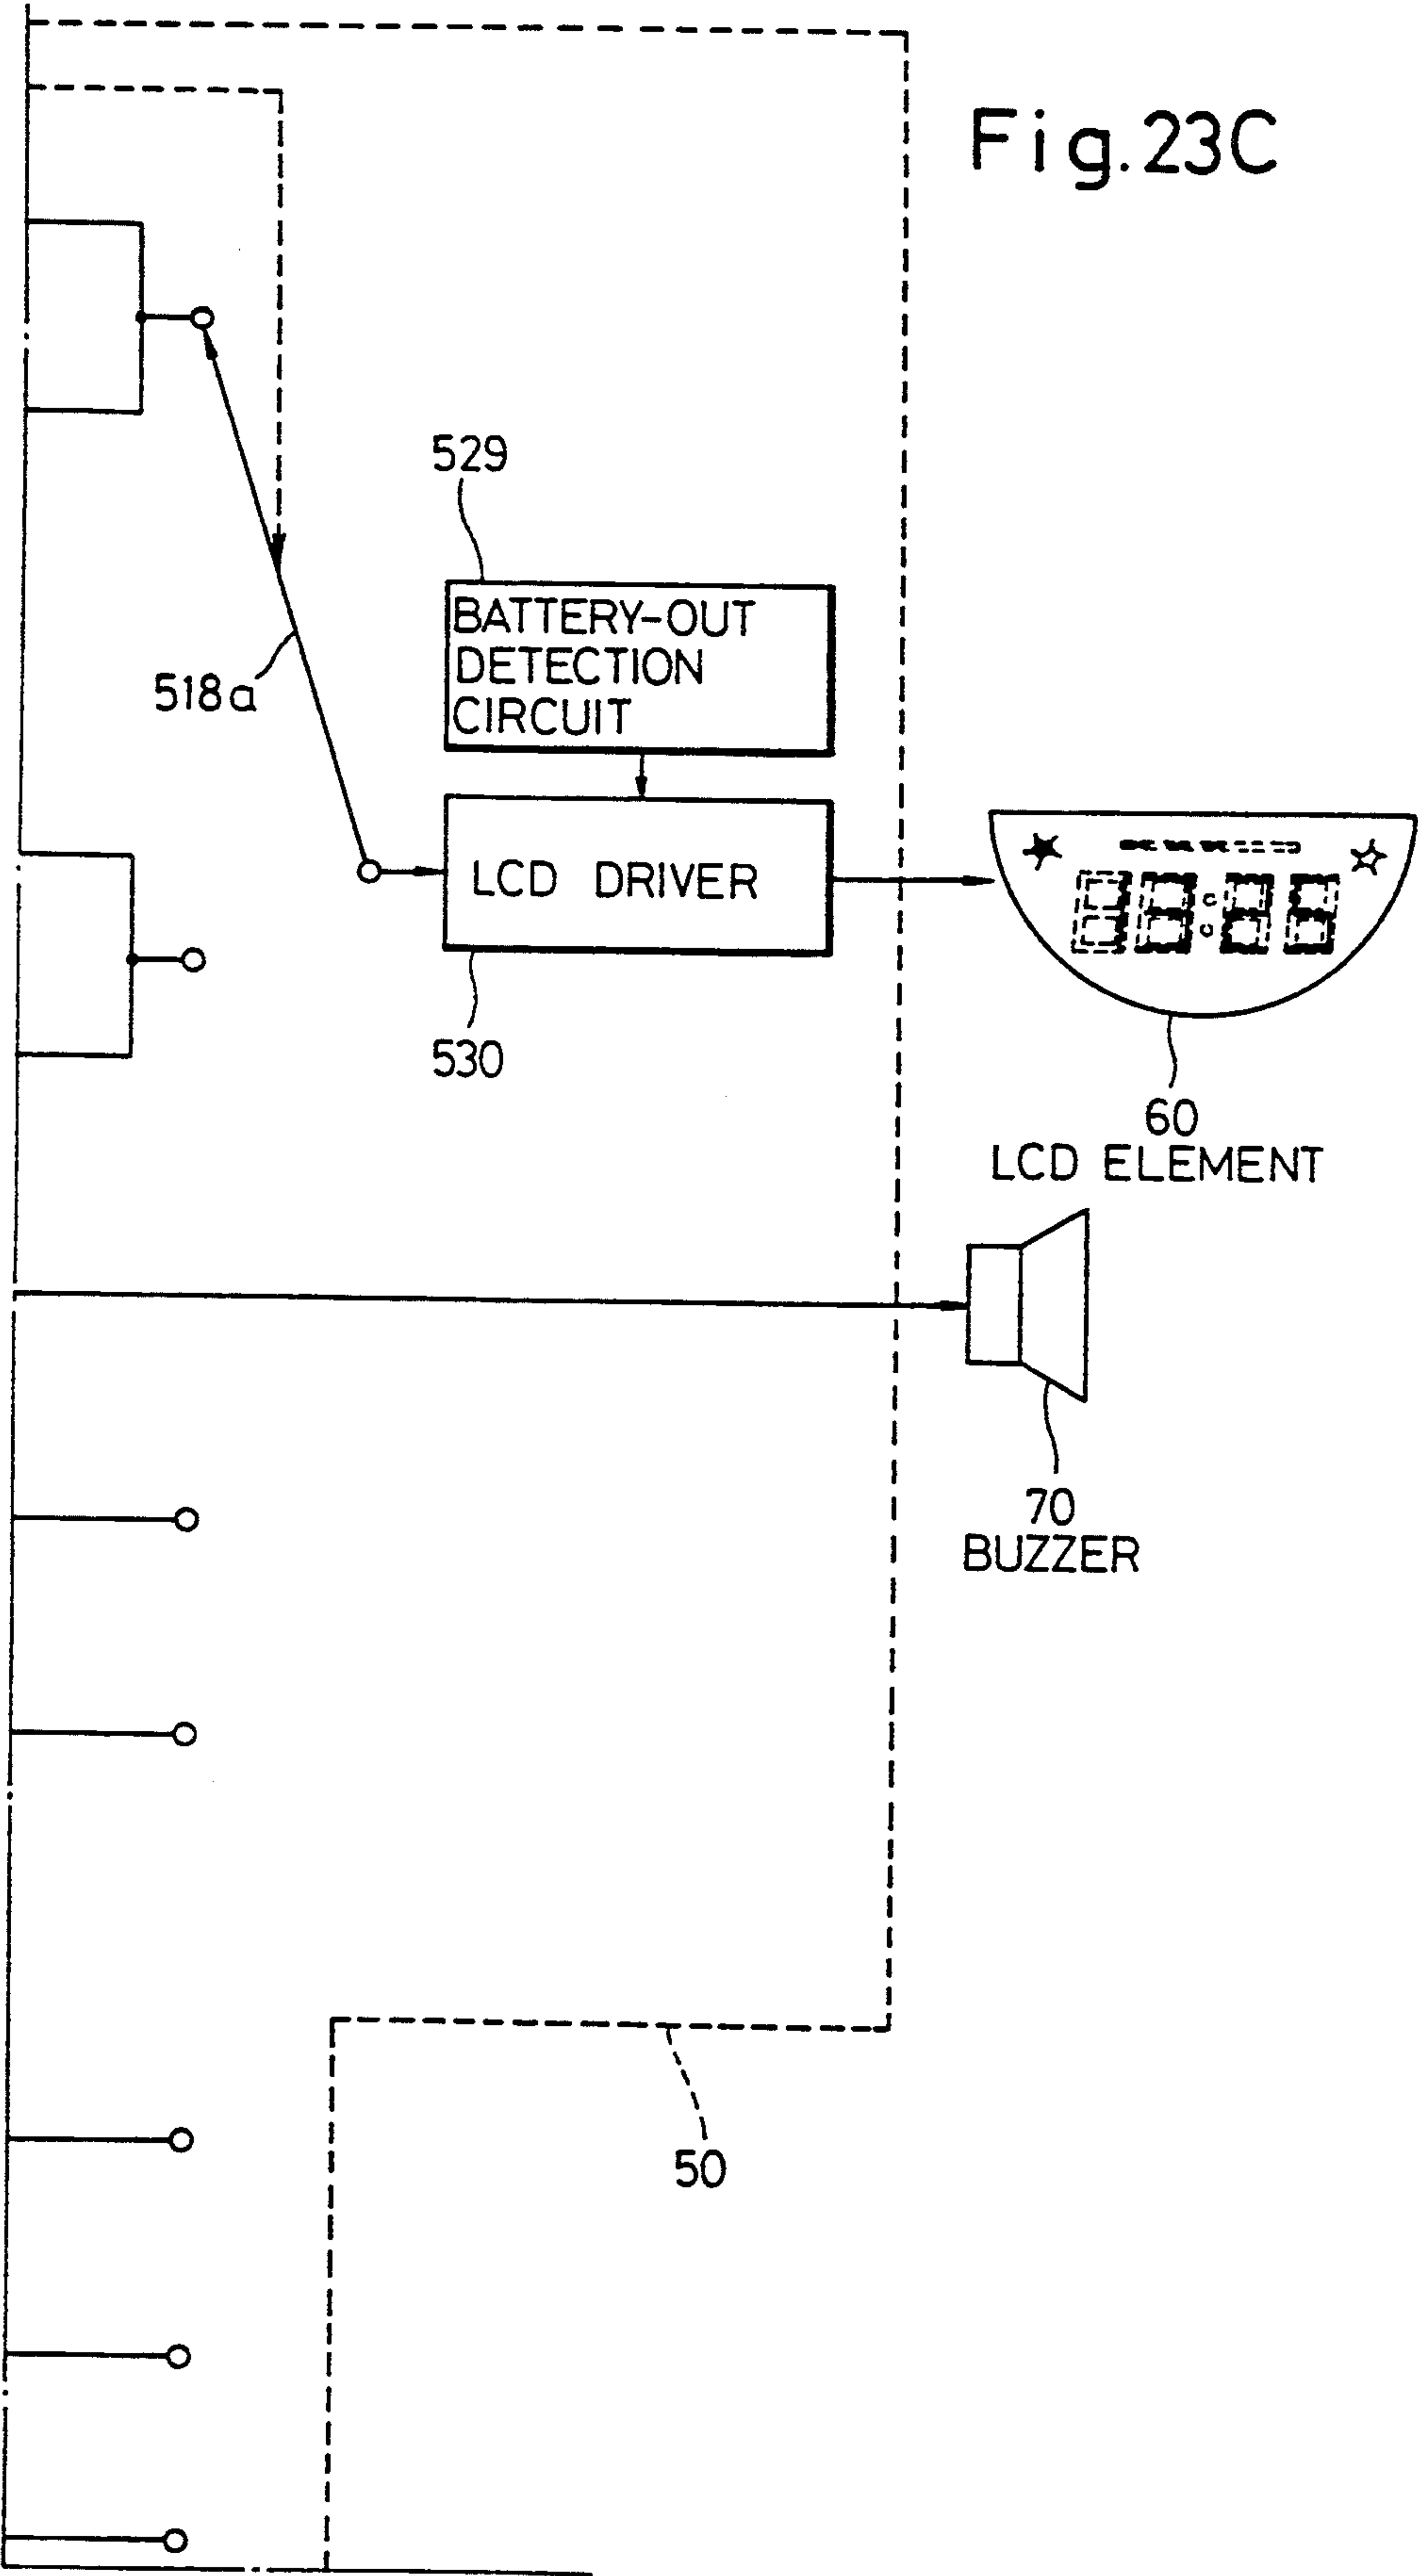 Fig.23C
529
BATTERY-OUT
DETECTION
CIRCUIT
518a
LCD DRIVER
530
60
LCD ELEMENT
70
BUZZER
50